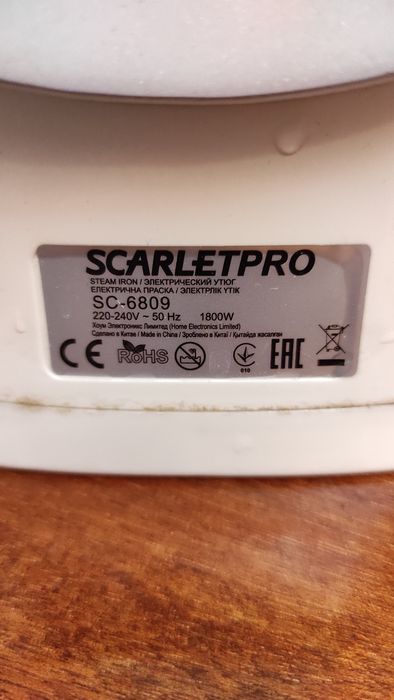 SCARLETPRO
STEAM IRON / ЭЛЕКТРИЧЕСКИЙ УТЮГ
ЕЛЕКТРИЧНА ПРАСКА / ЭЛЕКТРЛІК ҮТІК
SC-6809
220-240V ~ 50 Hz 1800W
Хоум Электроникс Лимитед (Home Electronics Limited)
Сделано в Китае / Made in China / Зроблено в Китаї / Қытайда жасалған
CE RoHS 010 EAC